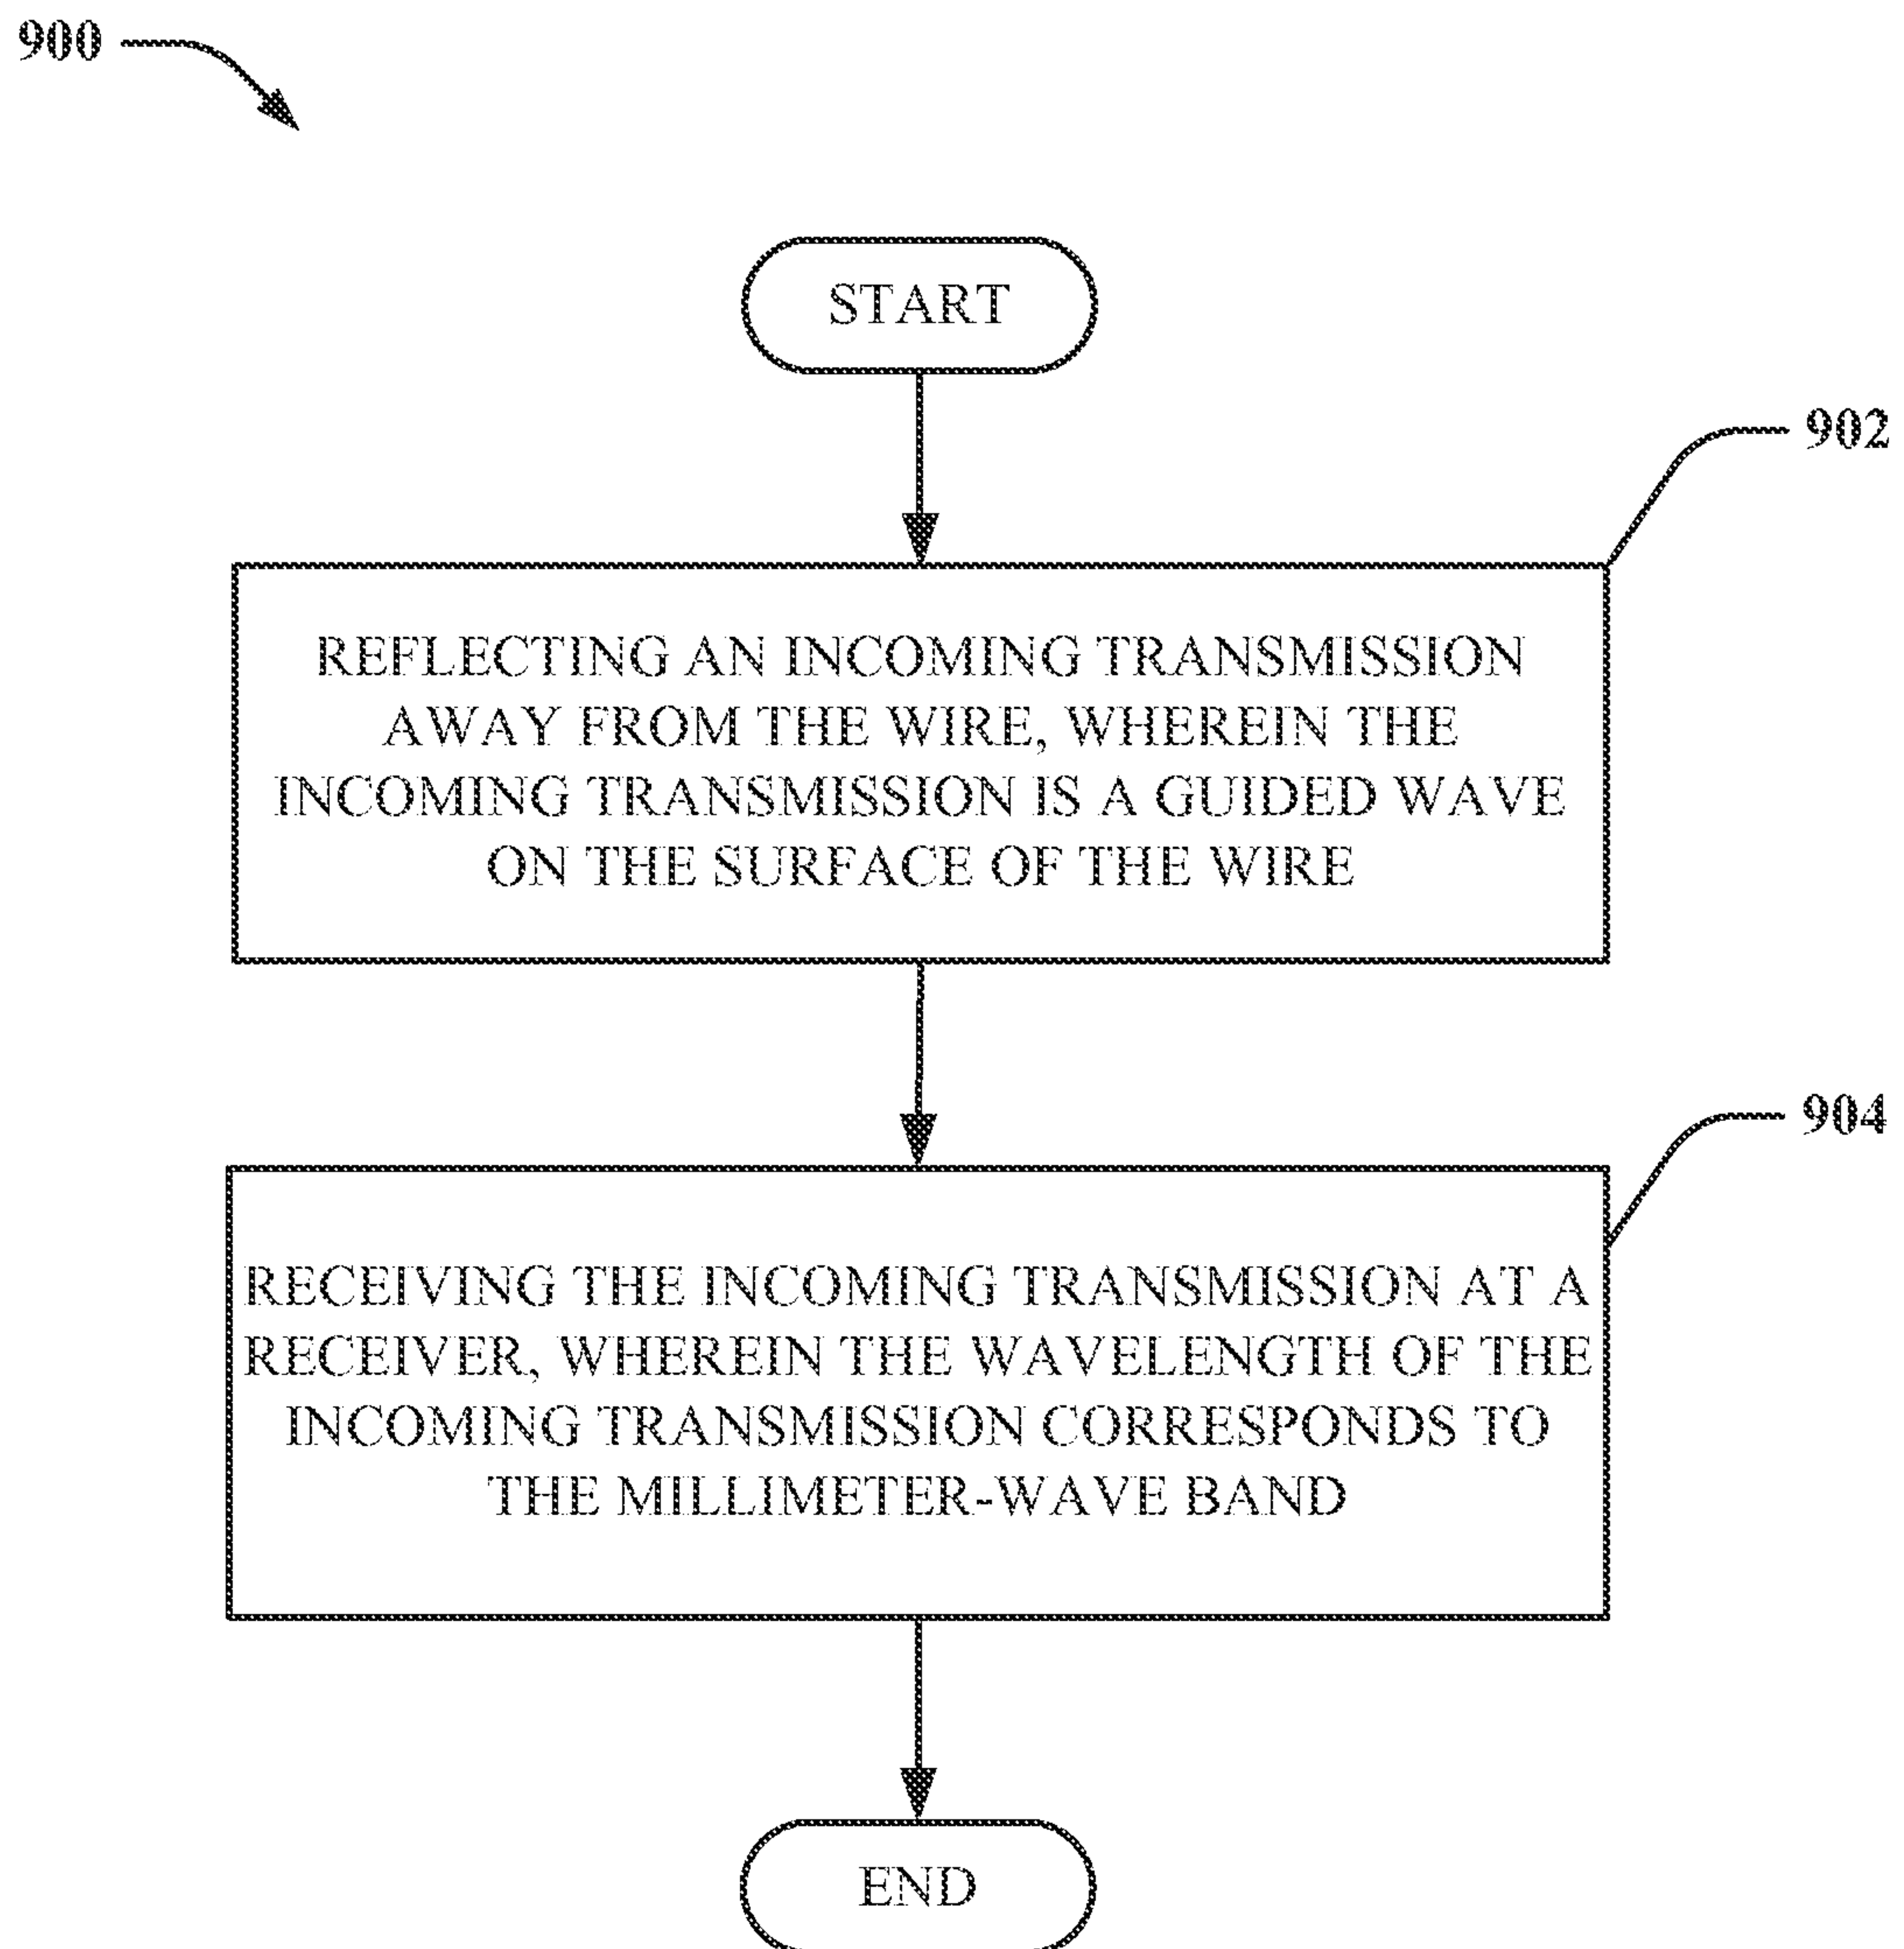 900
START
902
REFLECTING AN INCOMING TRANSMISSION
AWAY FROM THE WIRE, WHEREIN THE
INCOMING TRANSMISSION IS A GUIDED WAVE
ON THE SURFACE OF THE WIRE
904
RECEIVING THE INCOMING TRANSMISSION AT A
RECEIVER, WHEREIN THE WAVELENGTH OF THE
INCOMING TRANSMISSION CORRESPONDS TO
THE MILLIMETER-WAVE BAND
END